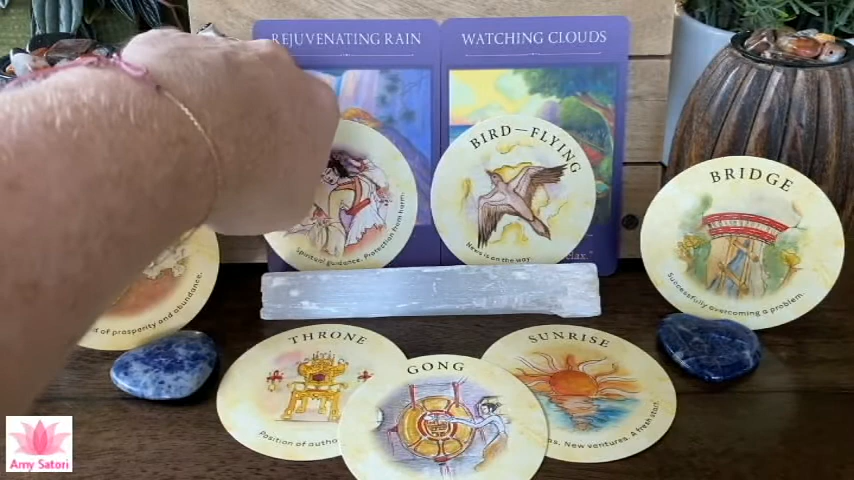 REJUVENATING RAIN
WATCHING CLOUDS
BIRD—FLYING
News is on the way.
Spiritual guidance. Protection from harm.
BRIDGE
Successfully overcoming a problem.
of prosperity and abundance.
THRONE
Position of
GONG
SUNRISE
New ventures. A fresh start.
Amy Satori